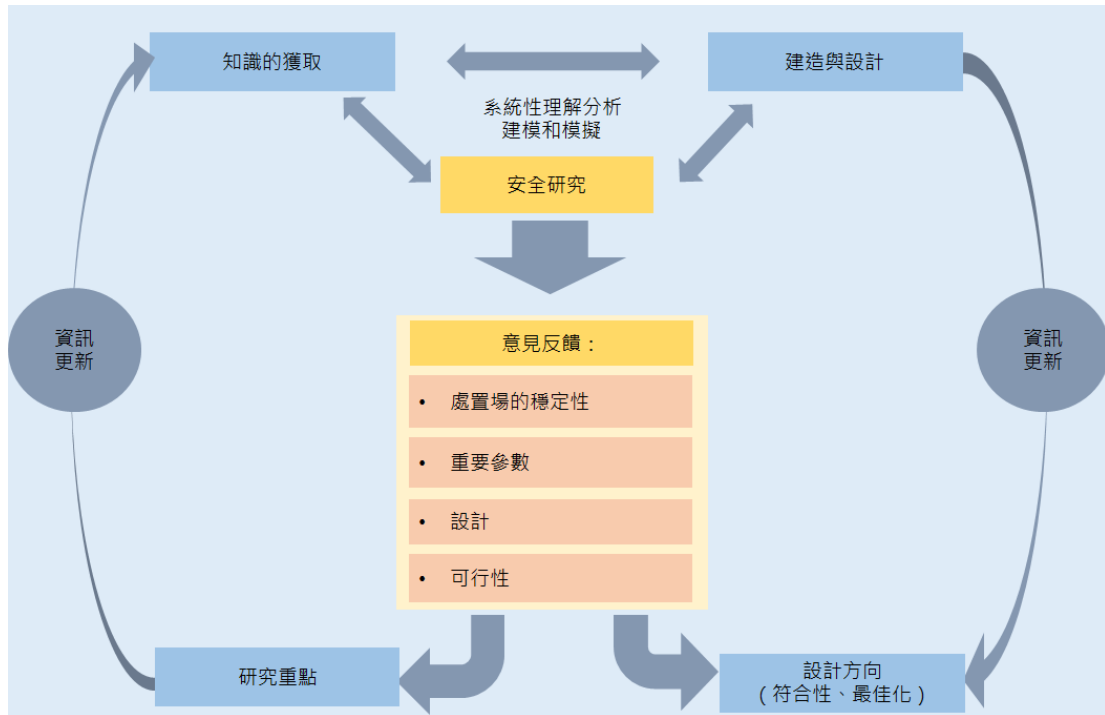 知識的獲取
建造與設計
系統性理解分析
建模和模擬
安全研究
資訊
更新
資訊
更新
意見反饋：
• 處置場的穩定性
• 重要參數
• 設計
• 可行性
研究重點
設計方向
（符合性、最佳化）